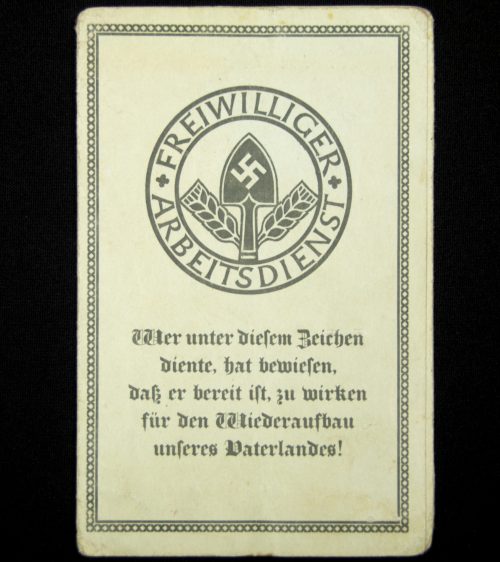 FREIWILLIGER
ARBEITSDIENST
Wer unter diesem Zeichen
diente, hat bewiesen,
daß er bereit ist, zu wirken
für den Wiederaufbau
unseres Vaterlandes!